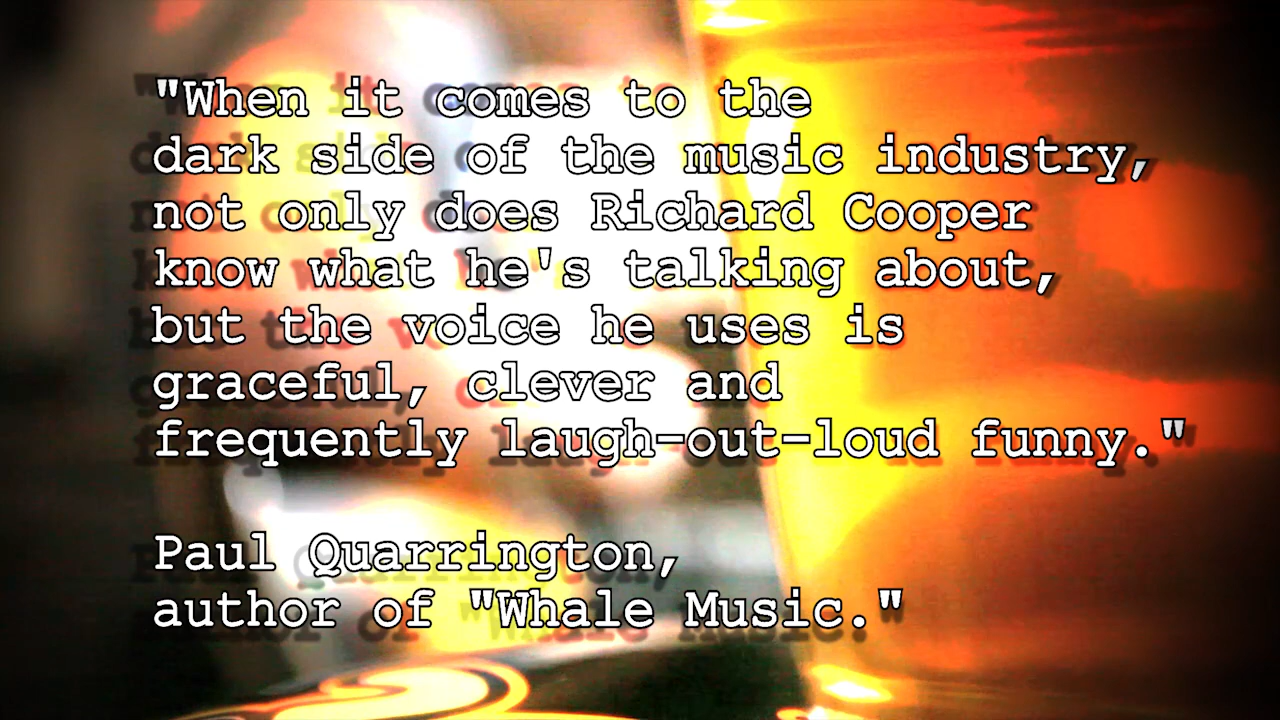 "When it comes to the
dark side of the music industry,
not only does Richard Cooper
know what he's talking about,
but the voice he uses is
graceful, clever and
frequently laugh-out-loud funny."
Paul Quarrington,
author of "Whale Music."